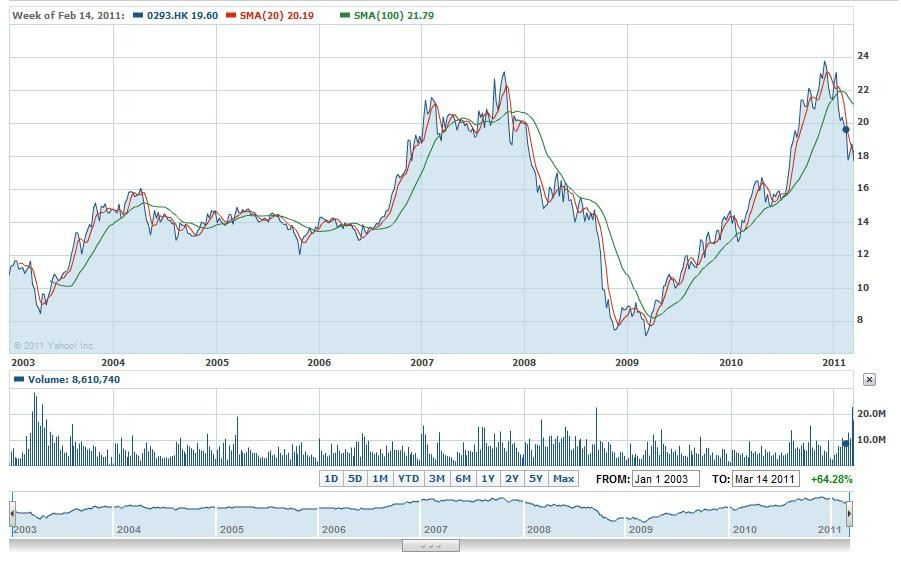 Week of Feb 14, 2011: 0293.HK 19.60 SMA(20) 20.19 SMA(100) 21.79
24
22
20
18
16
14
12
10
8
© 2011 Yahoo! Inc.
2003 2004 2005 2006 2007 2008 2009 2010 2011
Volume: 8,610,740
20.0M
10.0M
1D 5D 1M YTD 3M 6M 1Y 2Y 5Y Max FROM: Jan 1 2003 TO: Mar 14 2011 +64.28%
2003 2004 2005 2006 2007 2008 2009 2010 2011